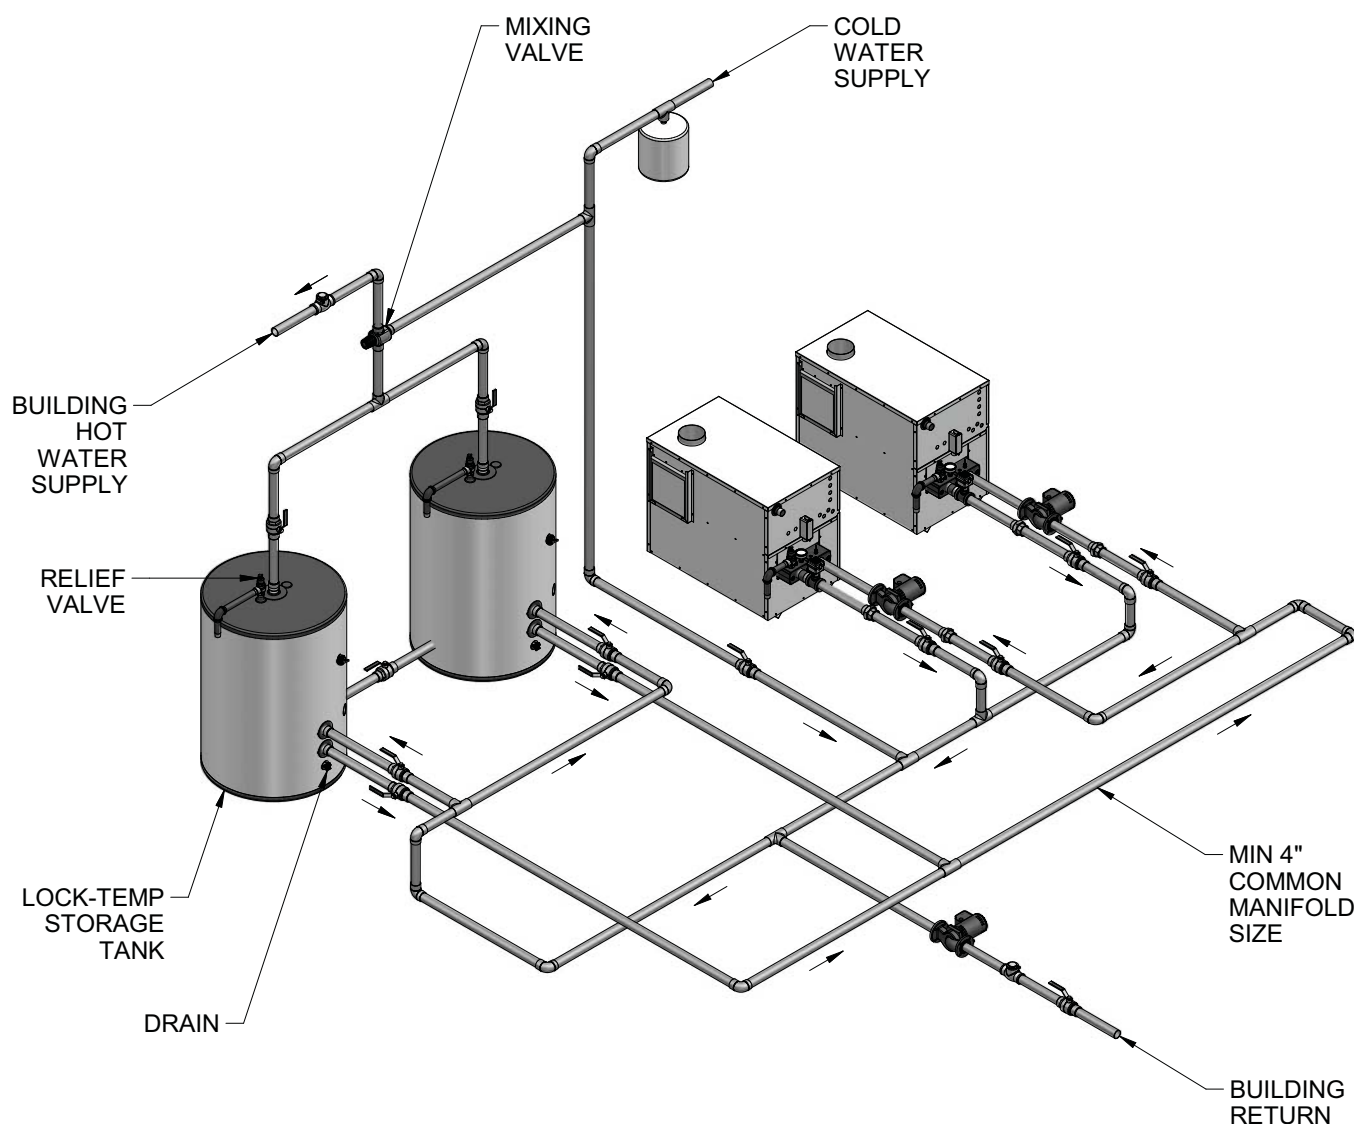 MIXING
VALVE
COLD
WATER
SUPPLY
BUILDING
HOT
WATER
SUPPLY
RELIEF
VALVE
LOCK-TEMP
STORAGE
TANK
DRAIN
MIN 4"
COMMON
MANIFOLD
SIZE
BUILDING
RETURN